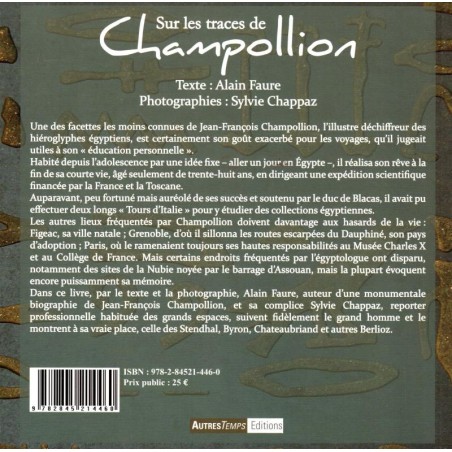 Sur les traces de
Champollion
Texte : Alain Faure
Photographies : Sylvie Chappaz
Une des facettes les moins connues de Jean-François Champollion, l'illustre déchiffreur des
hiéroglyphes égyptiens, est certainement son goût exacerbé pour les voyages, qu'il jugeait
utiles à son « éducation personnelle ».
Habité depuis l'adolescence par une idée fixe – aller un jour en Égypte –, il réalisa son rêve à la
fin de sa courte vie, âgé seulement de trente-huit ans, en dirigeant une expédition scientifique
financée par la France et la Toscane.
Auparavant, peu fortuné mais auréolé de ses succès et soutenu par le duc de Blacas, il avait pu
effectuer deux longs « Tours d'Italie » pour y étudier des collections égyptiennes.
Les autres lieux fréquentés par Champollion doivent davantage aux hasards de la vie :
Figeac, sa ville natale ; Grenoble, d'où il sillonna les routes escarpées du Dauphiné, son pays
d'adoption ; Paris, où le ramenaient toujours ses hautes responsabilités au Musée Charles X
et au Collège de France. Mais certains endroits fréquentés par l'égyptologue ont disparu,
notamment des sites de la Nubie noyée par le barrage d'Assouan, mais la plupart évoquent
encore puissamment sa mémoire.
Dans ce livre, par le texte et la photographie, Alain Faure, auteur d'une monumentale
biographie de Jean-François Champollion, et sa complice Sylvie Chappaz, reporter
professionnelle habituée des grands espaces, suivent fidèlement le grand homme et le
montrent à sa vraie place, celle des Stendhal, Byron, Chateaubriand et autres Berlioz.
ISBN : 978-2-84521-446-0
Prix public : 25 €
9 782845 214460
AUTRES TEMPS Editions